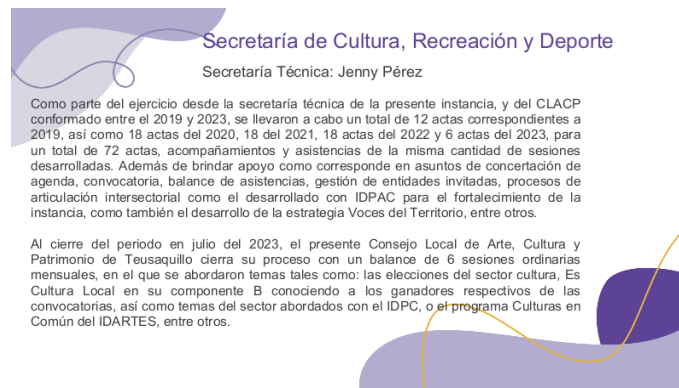 Secretaría de Cultura, Recreación y Deporte
Secretaría Técnica: Jenny Pérez
Como parte del ejercicio desde la secretaría técnica de la presente instancia, y del CLACP
conformado entre el 2019 y 2023, se llevaron a cabo un total de 12 actas correspondientes a
2019, así como 18 actas del 2020, 18 del 2021, 18 actas del 2022 y 6 actas del 2023, para
un total de 72 actas, acompañamientos y asistencias de la misma cantidad de sesiones
desarrolladas. Además de brindar apoyo como corresponde en asuntos de concertación de
agenda, convocatoria, balance de asistencias, gestión de entidades invitadas, procesos de
articulación intersectorial como el desarrollado con IDPAC para el fortalecimiento de la
instancia, como también el desarrollo de la estrategia Voces del Territorio, entre otros.
Al cierre del periodo en julio del 2023, el presente Consejo Local de Arte, Cultura y
Patrimonio de Teusaquillo cierra su proceso con un balance de 6 sesiones ordinarias
mensuales, en el que se abordaron temas tales como: las elecciones del sector cultura, Es
Cultura Local en su componente B conociendo a los ganadores respectivos de las
convocatorias, así como temas del sector abordados con el IDPC, o el programa Culturas en
Común del IDARTES, entre otros.